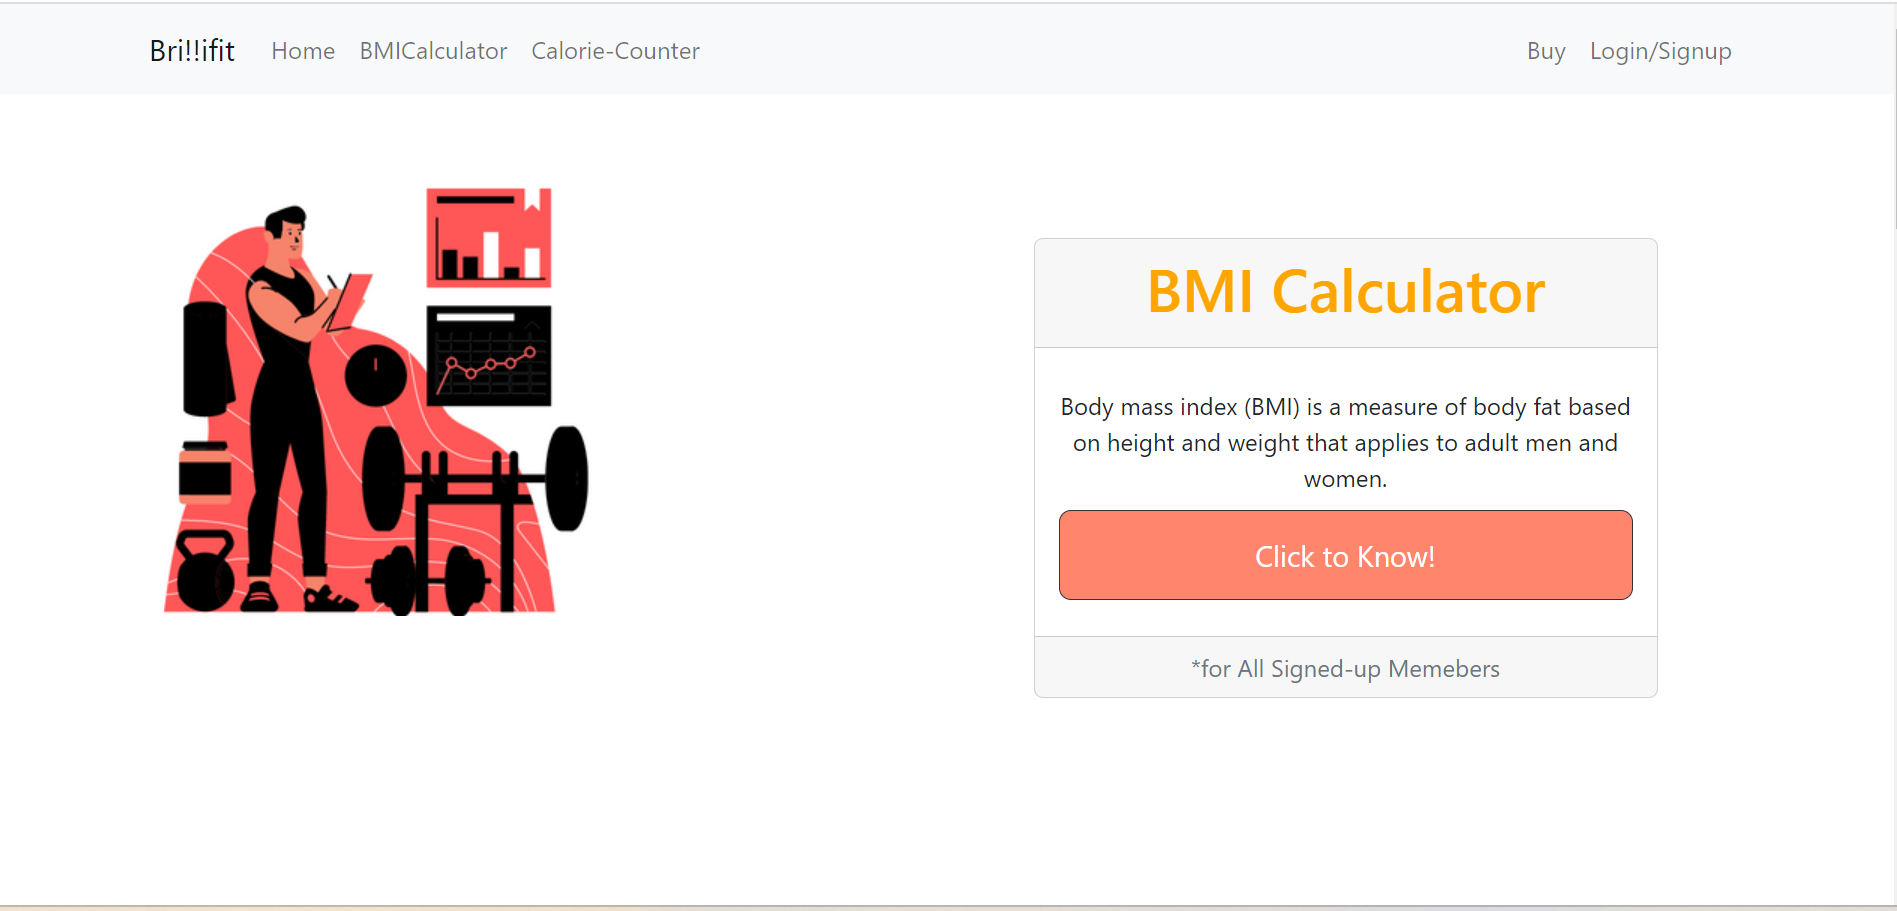 Bri!!ifit Home BMICalculator Calorie-Counter Buy Login/Signup
BMI Calculator
Body mass index (BMI) is a measure of body fat based
on height and weight that applies to adult men and
women.
Click to Know!
*for All Signed-up Memebers